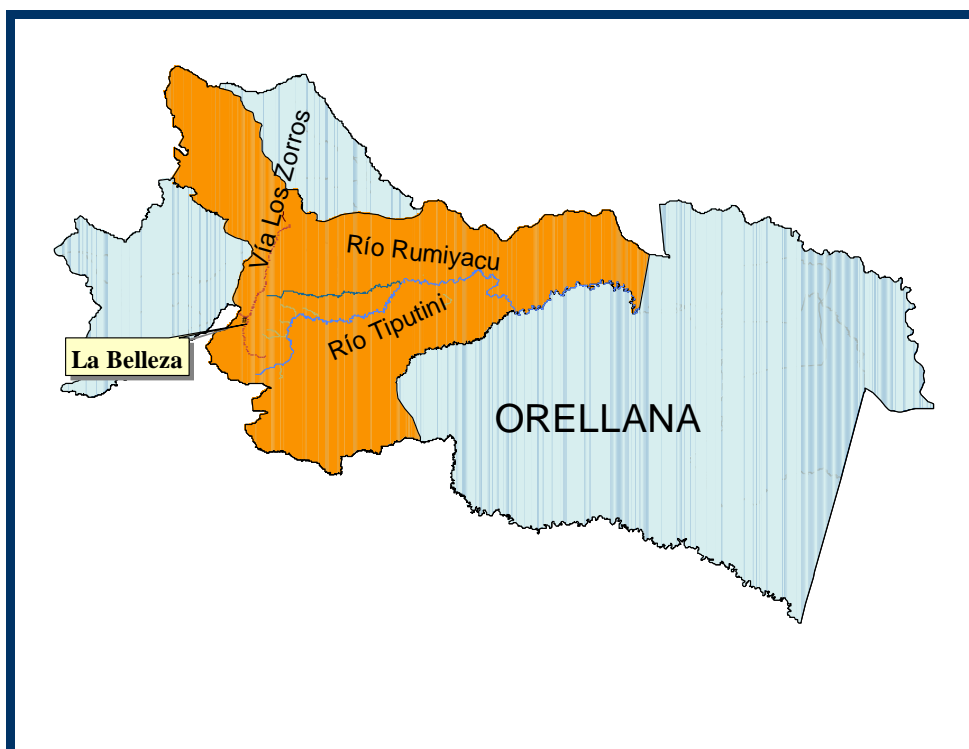 Vía Los Zorros
Río Rumiyacu
Río Tiputini
La Belleza
ORELLANA